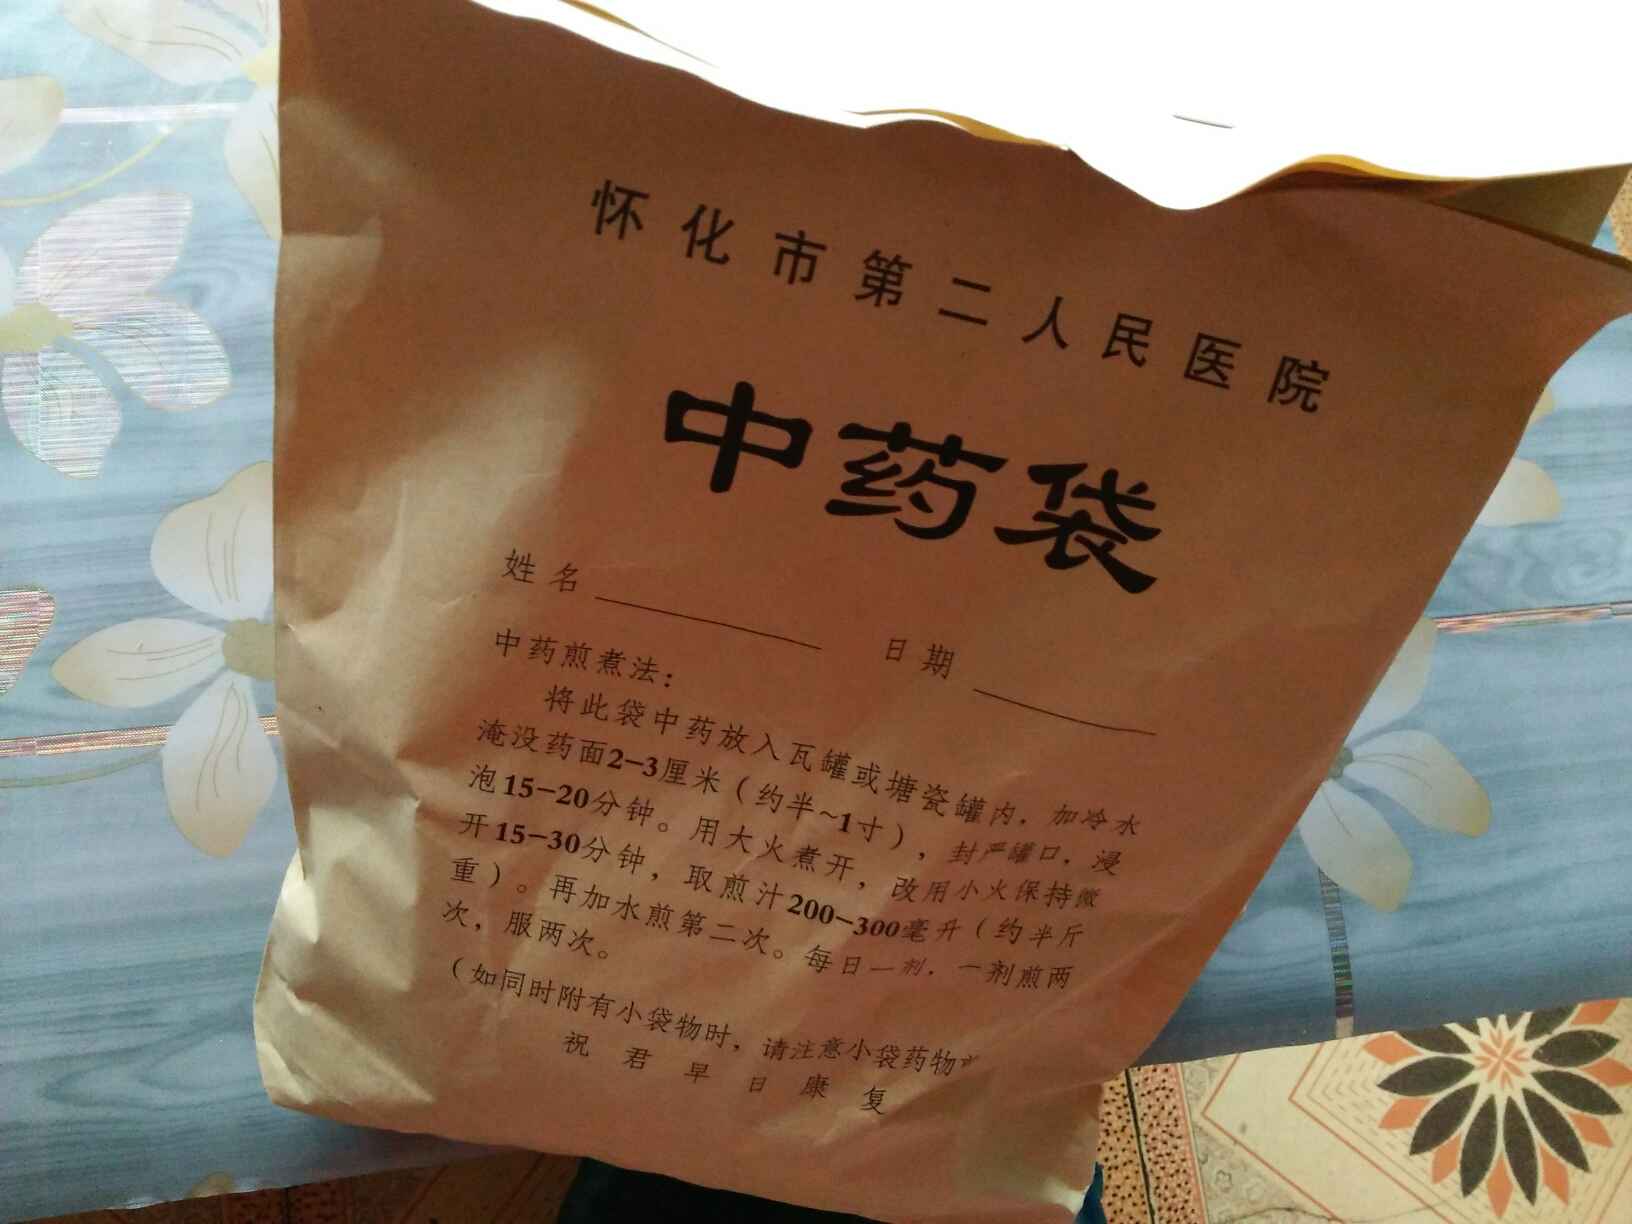 怀化市第二人民医院
中药袋
姓名 日期
中药煎煮法：
将此袋中药放入瓦罐或塘瓷罐内，加冷水
淹没药面2-3厘米（约半~1寸），封严罐口，浸
泡15-20分钟。用大火煮开，改用小火保持微
开15-30分钟，取煎汁200-300毫升（约半斤
重）。再加水煎第二次。每日一剂，一剂煎两
次，服两次。
（如同时附有小袋物时，请注意小袋药物
祝君早日康复